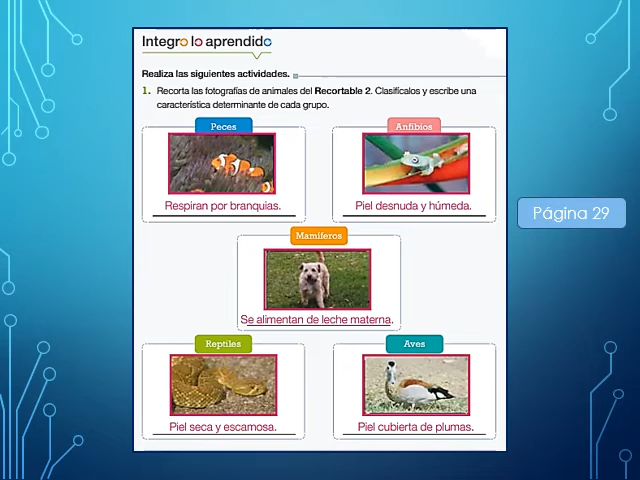 Integro lo aprendido
Realiza las siguientes actividades.
1. Recorta las fotografías de animales del Recortable 2. Clasifícalos y escribe una
característica determinante de cada grupo.
Peces
Anfibios
Respiran por branquias.
Piel desnuda y húmeda.
Página 29
Mamíferos
Se alimentan de leche materna.
Reptiles
Aves
Piel seca y escamosa.
Piel cubierta de plumas.